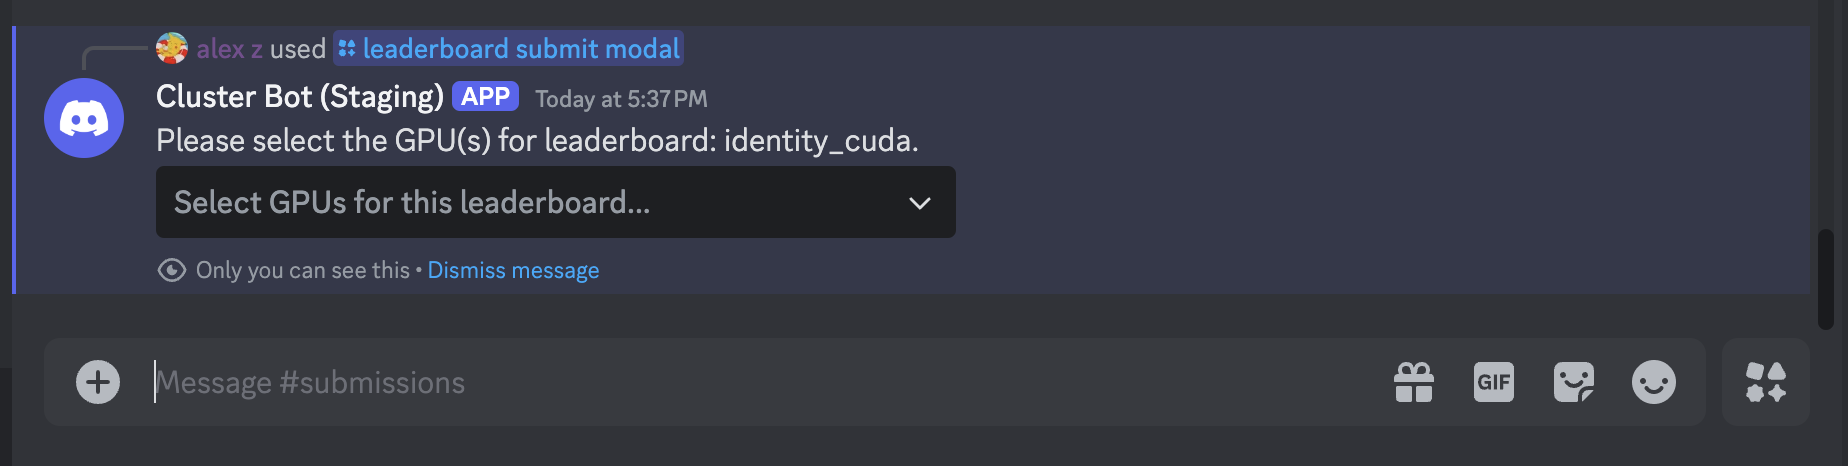 alex z used leaderboard submit modal
Cluster Bot (Staging) APP Today at 5:37 PM
Please select the GPU(s) for leaderboard: identity_cuda.
Select GPUs for this leaderboard...
Only you can see this • Dismiss message
Message #submissions
GIF